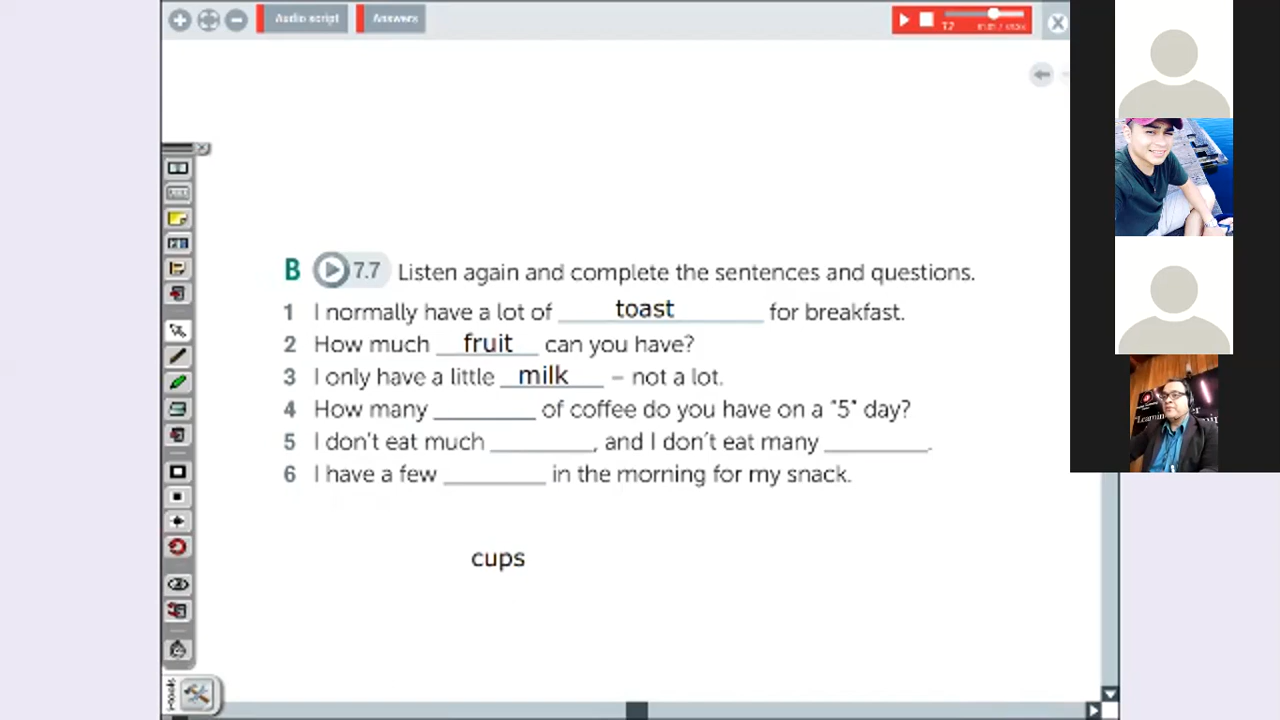 Audio script Answers
B 7.7 Listen again and complete the sentences and questions.
1 I normally have a lot of toast for breakfast.
2 How much fruit can you have?
3 I only have a little milk – not a lot.
4 How many ________ of coffee do you have on a "5" day?
5 I don't eat much ________, and I don't eat many ________.
6 I have a few ________ in the morning for my snack.
cups